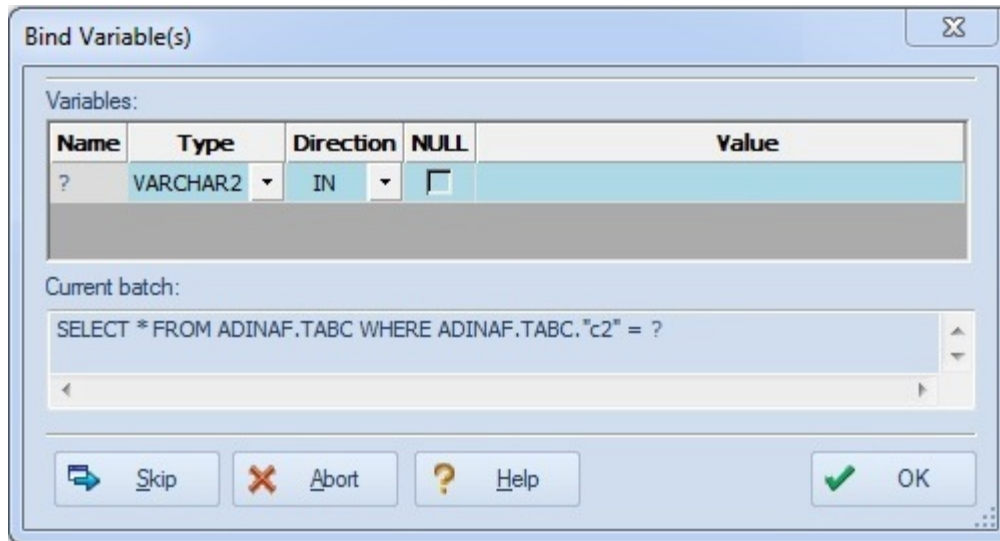 Bind Variable(s)
Variables:
Name Type Direction NULL Value
? VARCHAR2 IN
Current batch:
SELECT * FROM ADINAF.TABC WHERE ADINAF.TABC."c2" = ?
Skip Abort ? Help OK